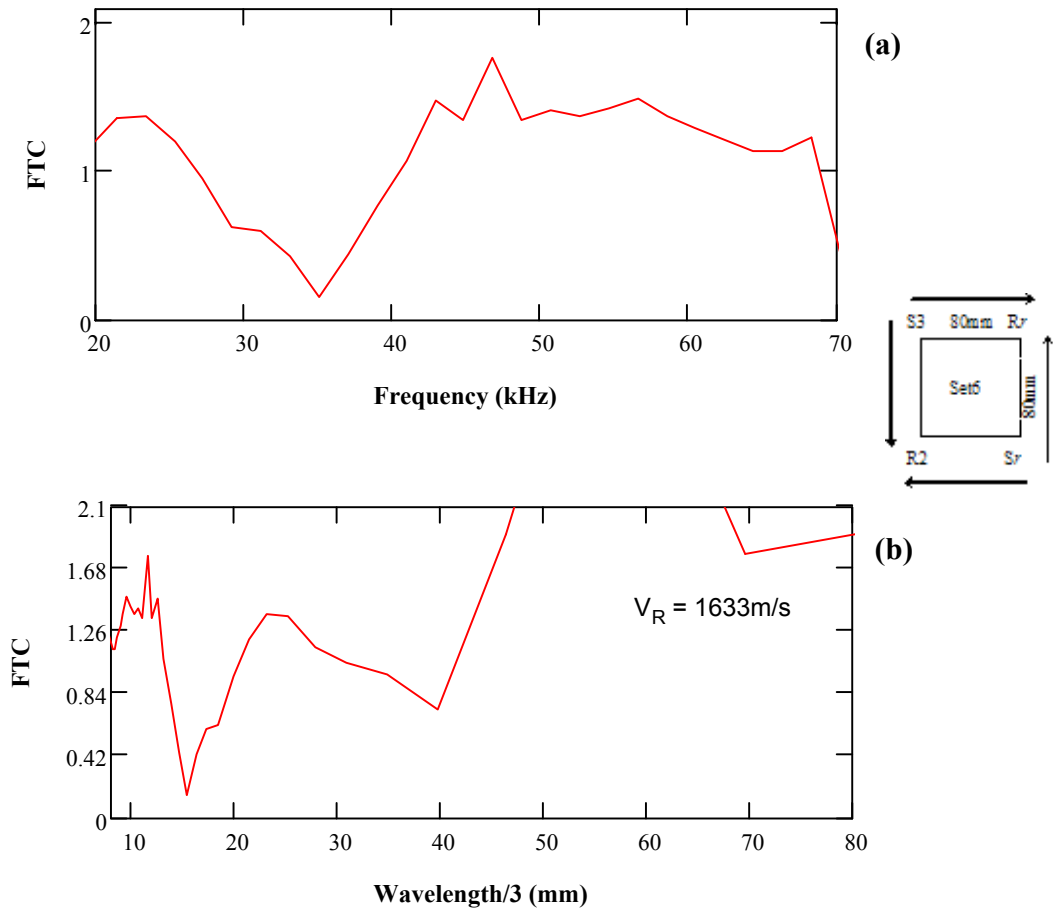 2
(a)
1
0
FTC
20
30
40
50
60
70
Frequency (kHz)
S3 80mm Rr
Set6
80mm
R2 Sr
2.1
1.68
1.26
0.84
0.42
0
FTC
(b)
V_R = 1633m/s
10
20
30
40
50
60
70
80
Wavelength/3 (mm)